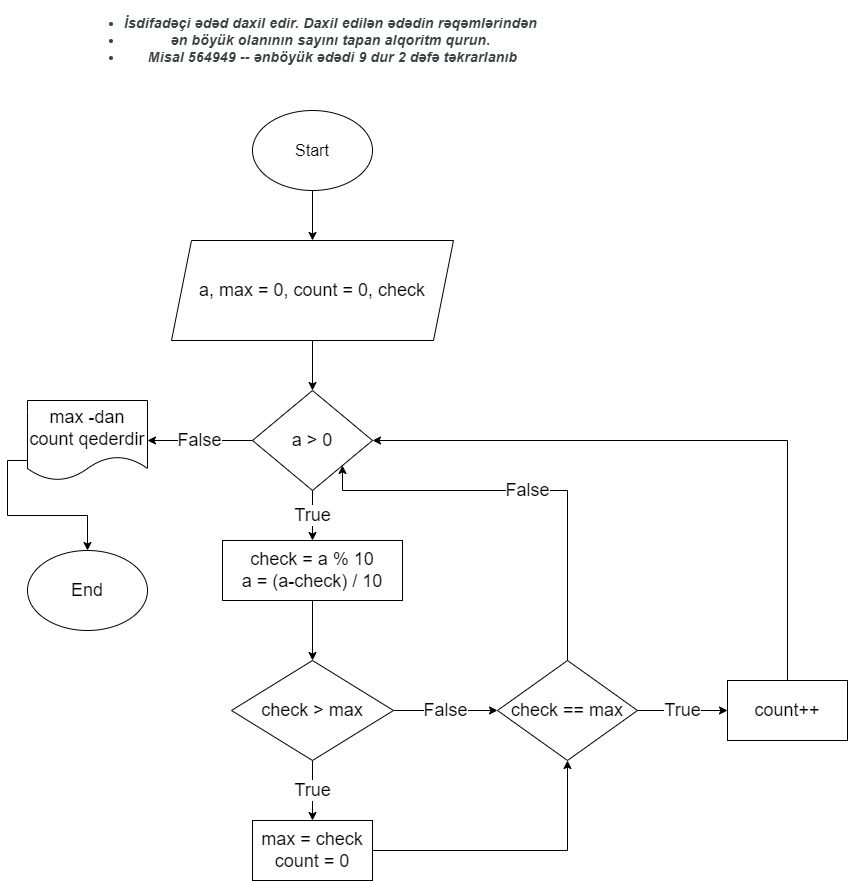 • İsdifadəçi ədəd daxil edir. Daxil edilən ədədin rəqəmlərindən
• ən böyük olanının sayını tapan alqoritm qurun.
• Misal 564949 -- ənböyük ədədi 9 dur 2 dəfə təkrarlanıb
Start
a, max = 0, count = 0, check
max -dan
count qederdir
False
a > 0
False
True
check = a % 10
a = (a-check) / 10
End
check > max
False
check == max
True
count++
True
max = check
count = 0